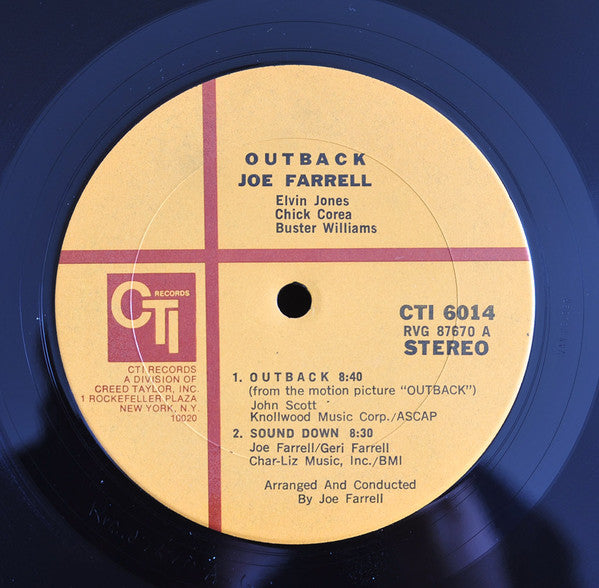 OUTBACK
JOE FARRELL
Elvin Jones
Chick Corea
Buster Williams
CTI RECORDS
CTI RECORDS
A DIVISION OF
CREED TAYLOR, INC.
1 ROCKEFELLER PLAZA
NEW YORK, N.Y.
10020
CTI 6014
RVG 87670 A
STEREO
1. OUTBACK 8:40
(from the motion picture "OUTBACK")
John Scott
Knollwood Music Corp./ASCAP
2. SOUND DOWN 8:30
Joe Farrell/Geri Farrell
Char-Liz Music, Inc./BMI
Arranged And Conducted
By Joe Farrell